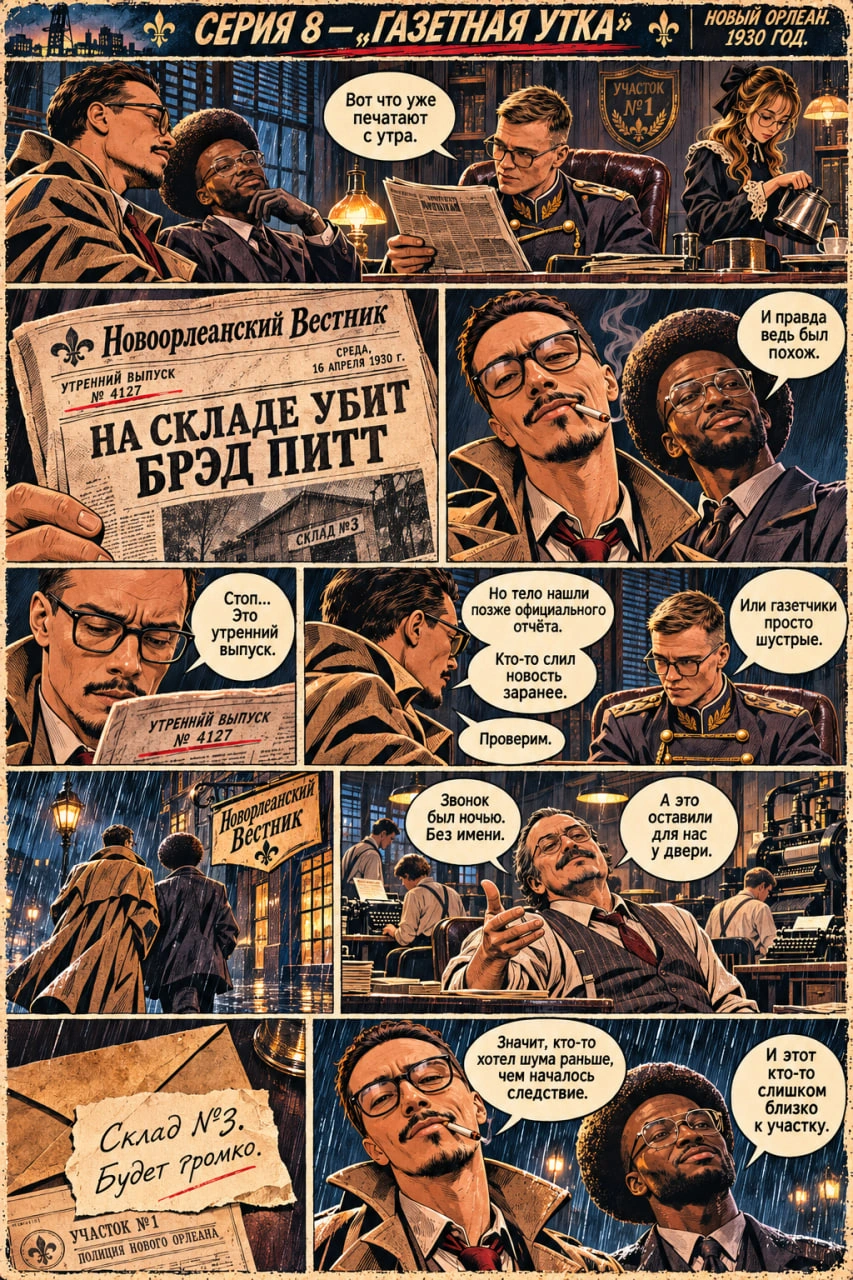 СЕРИЯ 8 – „ГАЗЕТНАЯ УТКА"
НОВЫЙ ОРЛЕАН.
1930 ГОД.
Вот что уже
печатают
с утра.
УЧАСТОК
№1
Новоорлеанский Вестник
УТРЕННИЙ ВЫПУСК
№ 4127
СРЕДА,
16 АПРЕЛЯ 1930 г.
НА СКЛАДЕ УБИТ
БРЭД ПИТТ
СКЛАД №3
И правда
ведь был
похож.
Стоп...
Это
утренний
выпуск.
УТРЕННИЙ ВЫПУСК
№ 4127
Но тело нашли
позже официального
отчёта.
Кто-то слил
новость
заранее.
Проверим.
Или газетчики
просто
шустрые.
Новорлеанский
Вестник
Звонок
был ночью.
Без имени.
А это
оставили
для нас
у двери.
Склад №3.
Будет громко.
УЧАСТОК №1
ПОЛИЦИЯ НОВОГО ОРЛЕАНА
Значит, кто-то
хотел шума раньше,
чем началось
следствие.
И этот
кто-то
слишком
близко
к участку.